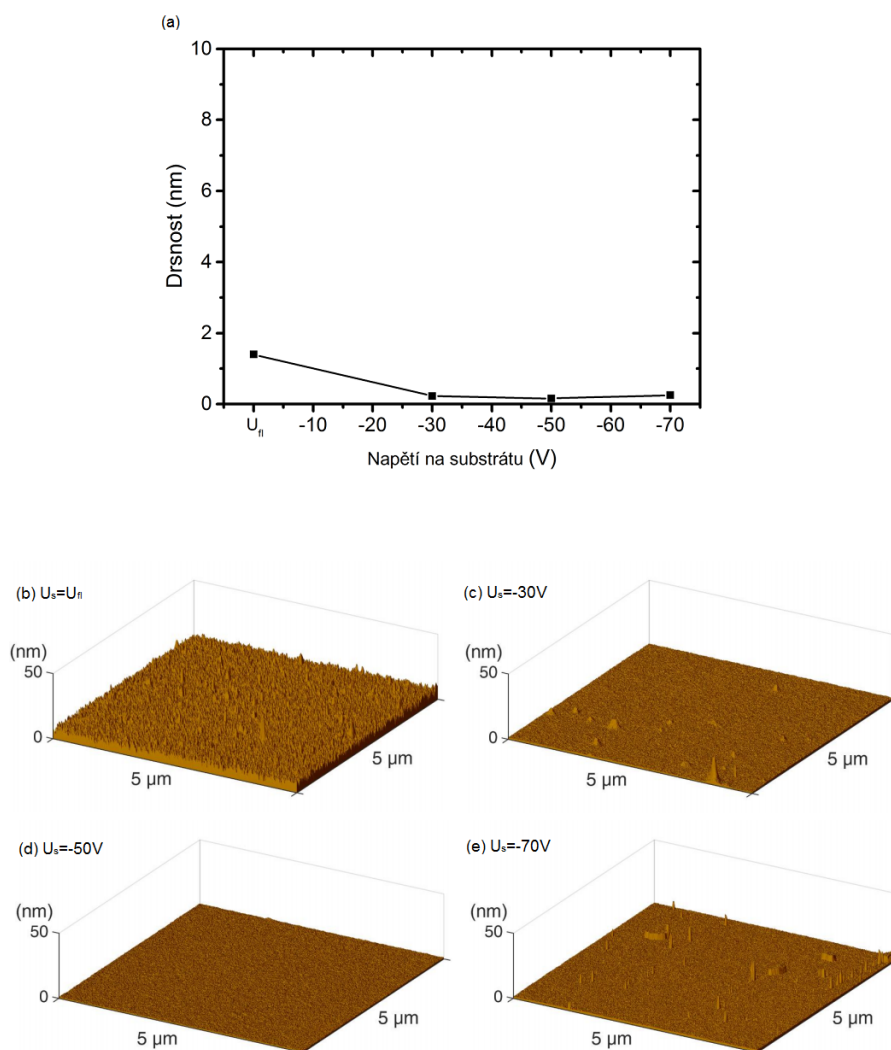 (a)
10
8
6
4
2
0
Drsnost (nm)
Ufl -10 -20 -30 -40 -50 -60 -70
Napětí na substrátu (V)
(b) Us=Ufl
(nm)
50
0
5 µm
5 µm
(c) Us=-30V
(nm)
50
0
5 µm
5 µm
(d) Us=-50V
(nm)
50
0
5 µm
5 µm
(e) Us=-70V
(nm)
50
0
5 µm
5 µm